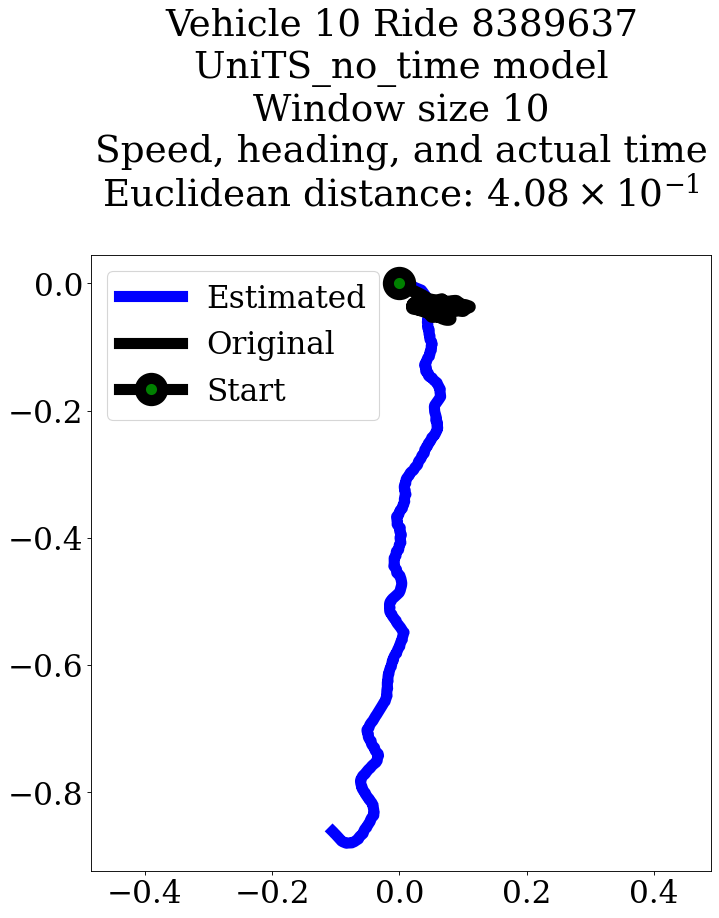 Vehicle 10 Ride 8389637
UniTS_no_time model
Window size 10
Speed, heading, and actual time
Euclidean distance: 4.08 × 10⁻¹
Estimated
Original
Start
0.0
−0.2
−0.4
−0.6
−0.8
−0.4
−0.2
0.0
0.2
0.4